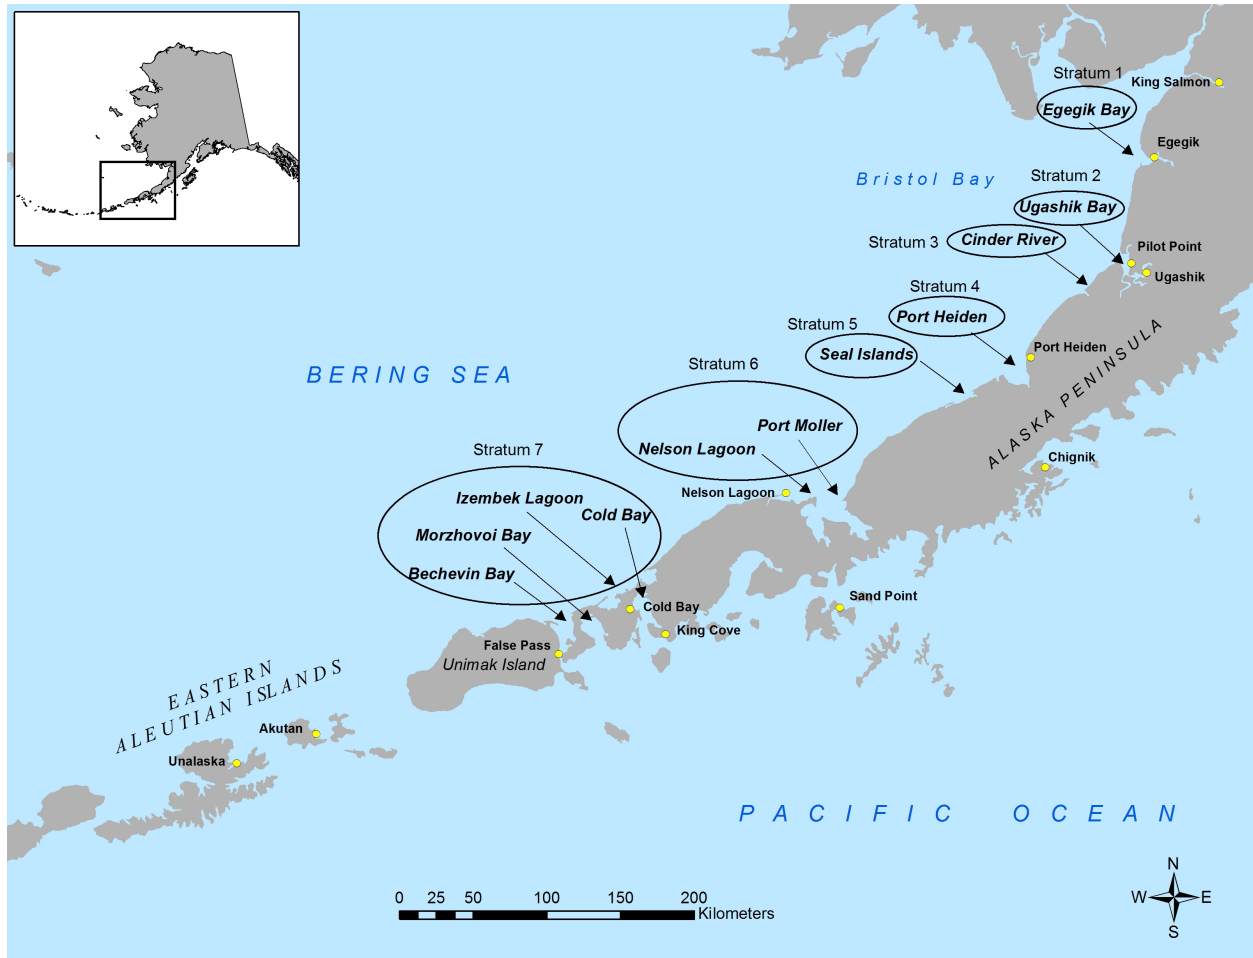 Stratum 1
King Salmon
Egegik Bay
Egegik
Bristol Bay
Stratum 2
Ugashik Bay
Stratum 3
Cinder River
Pilot Point
Ugashik
Stratum 4
Port Heiden
Stratum 5
Seal Islands
Port Heiden
ALASKA PENINSULA
BERING SEA
Stratum 6
Port Moller
Nelson Lagoon
Chignik
Nelson Lagoon
Stratum 7
Izembek Lagoon
Cold Bay
Morzhovoi Bay
Bechevin Bay
Cold Bay
Sand Point
King Cove
False Pass
Unimak Island
EASTERN
ALEUTIAN ISLANDS
Akutan
Unalaska
PACIFIC OCEAN
0 25 50 100 150 200
Kilometers
N
W E
S